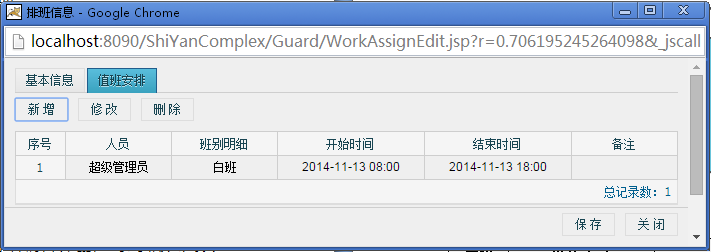 排班信息 - Google Chrome
localhost:8090/ShiYanComplex/Guard/WorkAssignEdit.jsp?r=0.706195245264098&_jscall
基本信息 值班安排
新 增 修 改 删 除
序号 人员 班别明细 开始时间 结束时间 备注
1 超级管理员 白班 2014-11-13 08:00 2014-11-13 18:00
总记录数：1
保 存 关 闭